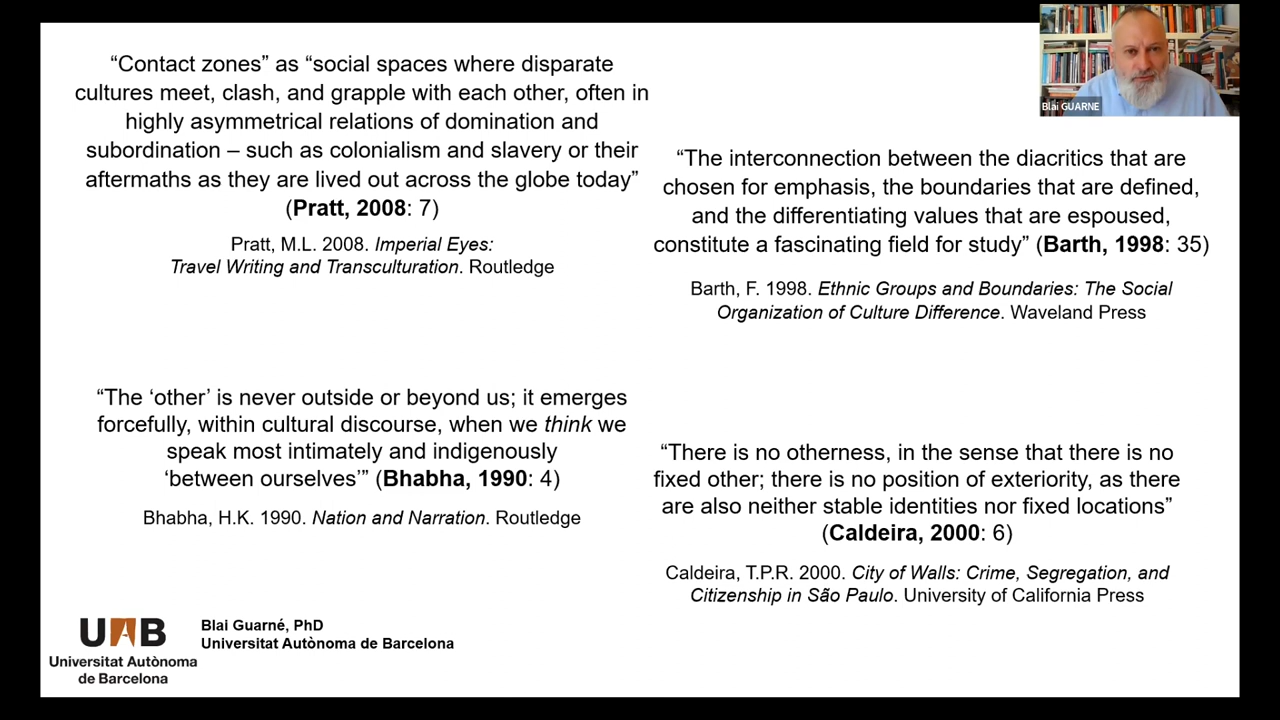 “Contact zones” as “social spaces where disparate
cultures meet, clash, and grapple with each other, often in
highly asymmetrical relations of domination and
subordination – such as colonialism and slavery or their
aftermaths as they are lived out across the globe today”
(Pratt, 2008: 7)
Pratt, M.L. 2008. Imperial Eyes:
Travel Writing and Transculturation. Routledge
Blai GUARNE
“The interconnection between the diacritics that are
chosen for emphasis, the boundaries that are defined,
and the differentiating values that are espoused,
constitute a fascinating field for study” (Barth, 1998: 35)
Barth, F. 1998. Ethnic Groups and Boundaries: The Social
Organization of Culture Difference. Waveland Press
“The ‘other’ is never outside or beyond us; it emerges
forcefully, within cultural discourse, when we think we
speak most intimately and indigenously
‘between ourselves’” (Bhabha, 1990: 4)
Bhabha, H.K. 1990. Nation and Narration. Routledge
“There is no otherness, in the sense that there is no
fixed other; there is no position of exteriority, as there
are also neither stable identities nor fixed locations”
(Caldeira, 2000: 6)
Caldeira, T.P.R. 2000. City of Walls: Crime, Segregation, and
Citizenship in São Paulo. University of California Press
UAB
Universitat Autònoma
de Barcelona
Blai Guarné, PhD
Universitat Autònoma de Barcelona